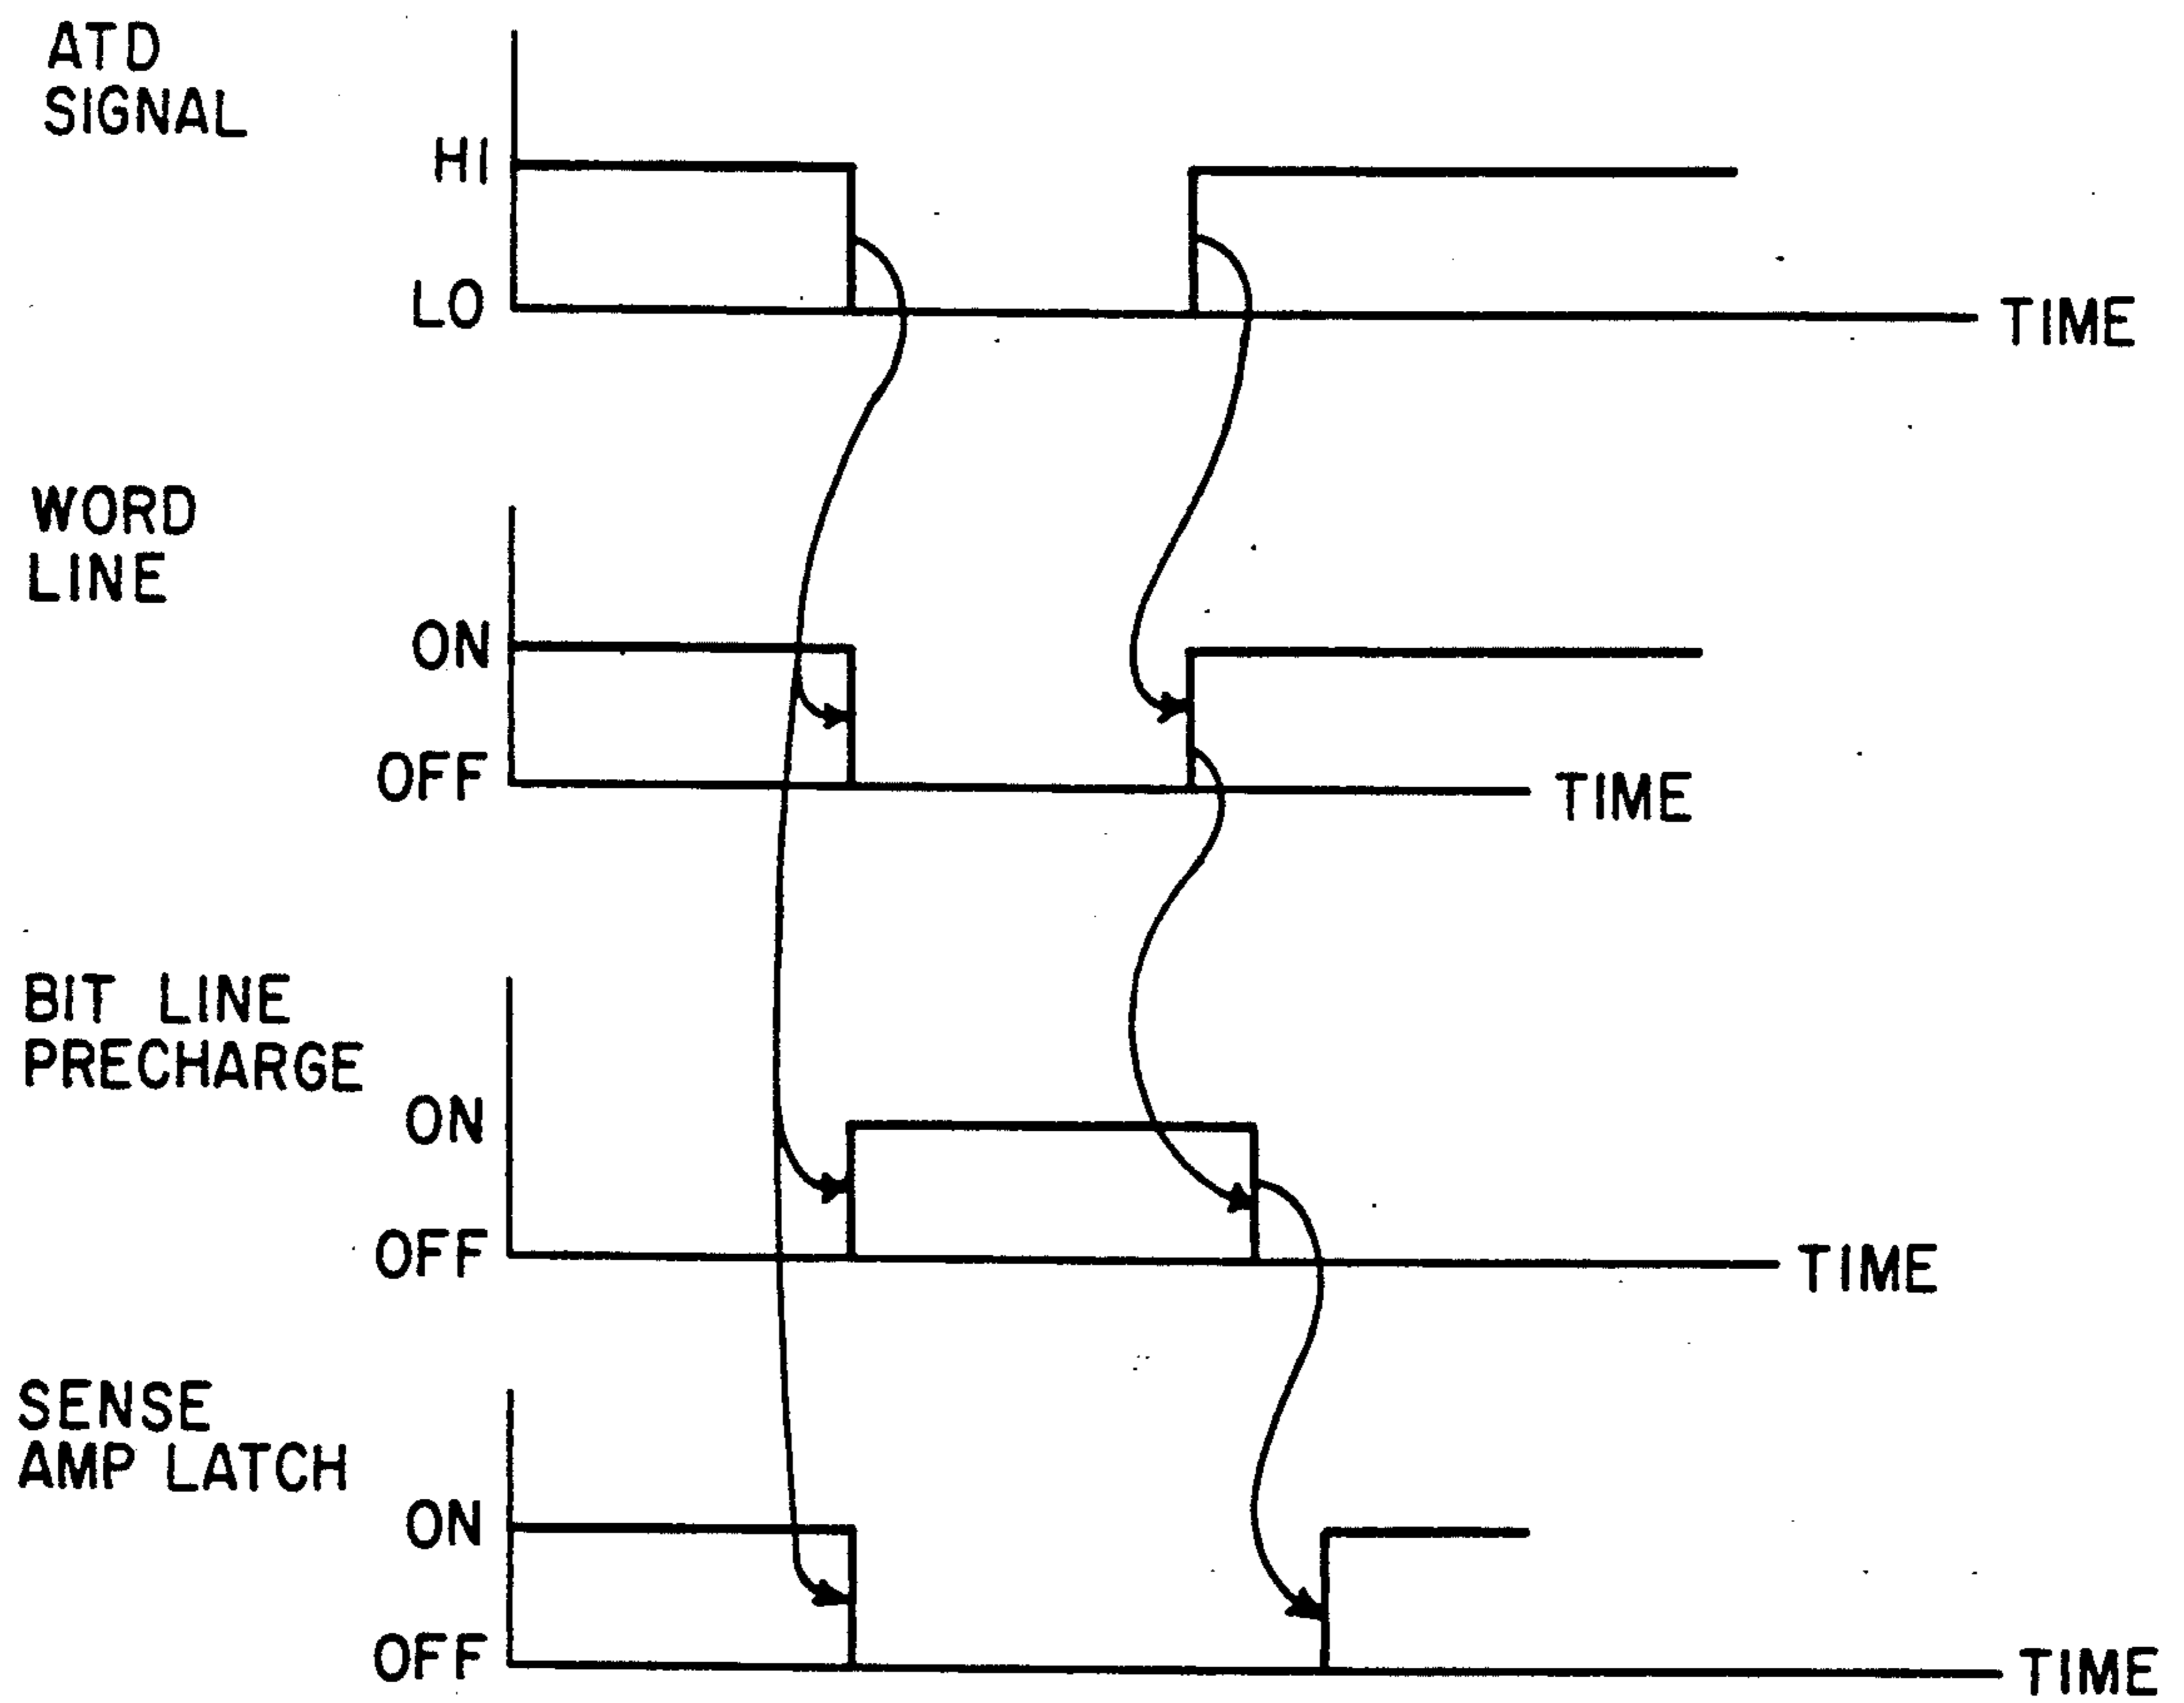 ATD
SIGNAL
HI
LO
TIME
WORD
LINE
ON
OFF
TIME
BIT LINE
PRECHARGE
ON
OFF
TIME
SENSE
AMP LATCH
ON
OFF
TIME